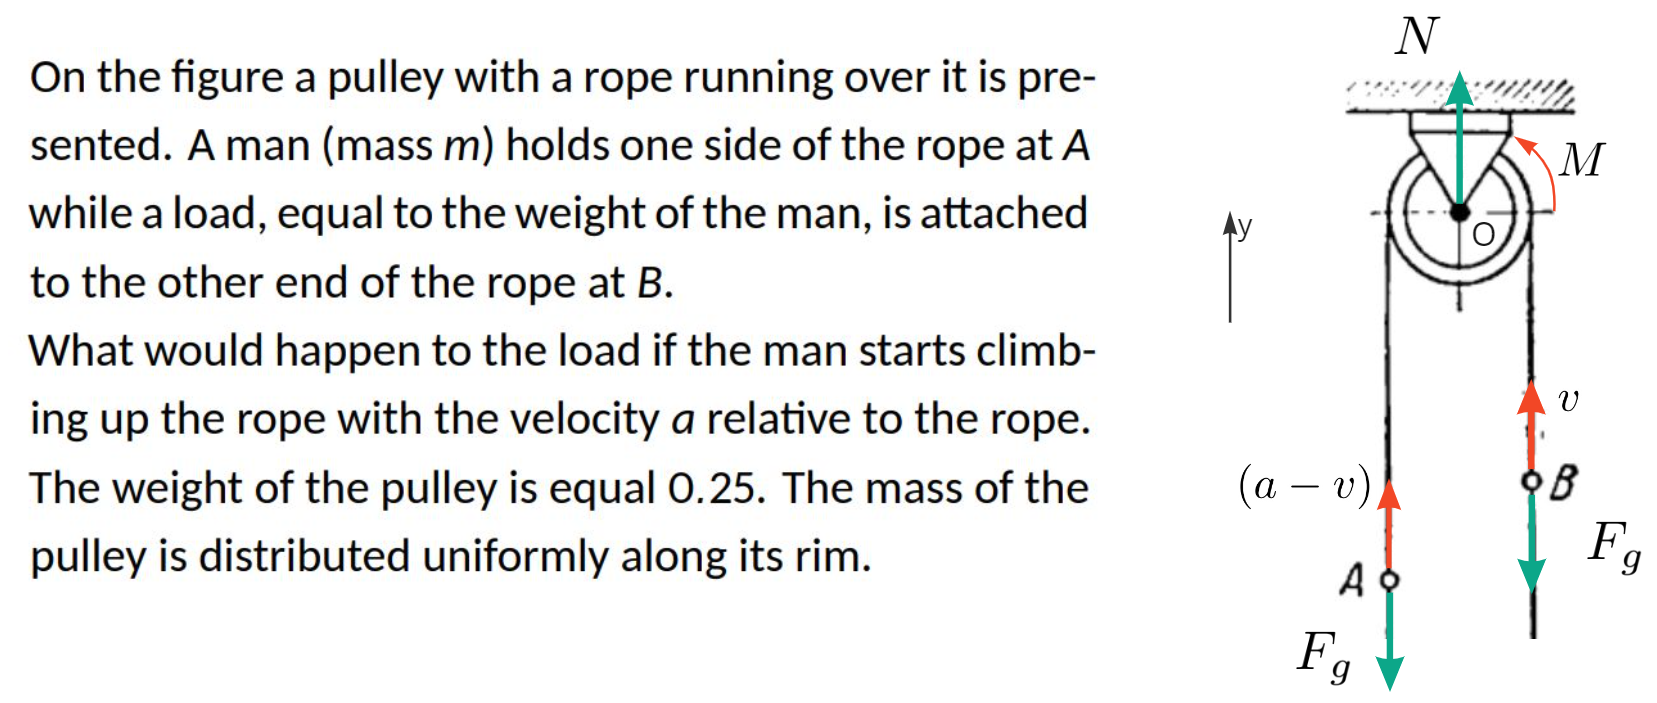 On the figure a pulley with a rope running over it is pre-
sented. A man (mass m) holds one side of the rope at A
while a load, equal to the weight of the man, is attached
to the other end of the rope at B.
What would happen to the load if the man starts climb-
ing up the rope with the velocity a relative to the rope.
The weight of the pulley is equal 0.25. The mass of the
pulley is distributed uniformly along its rim.
N
M
y
O
v
(a − v)
B
F_g
A
F_g